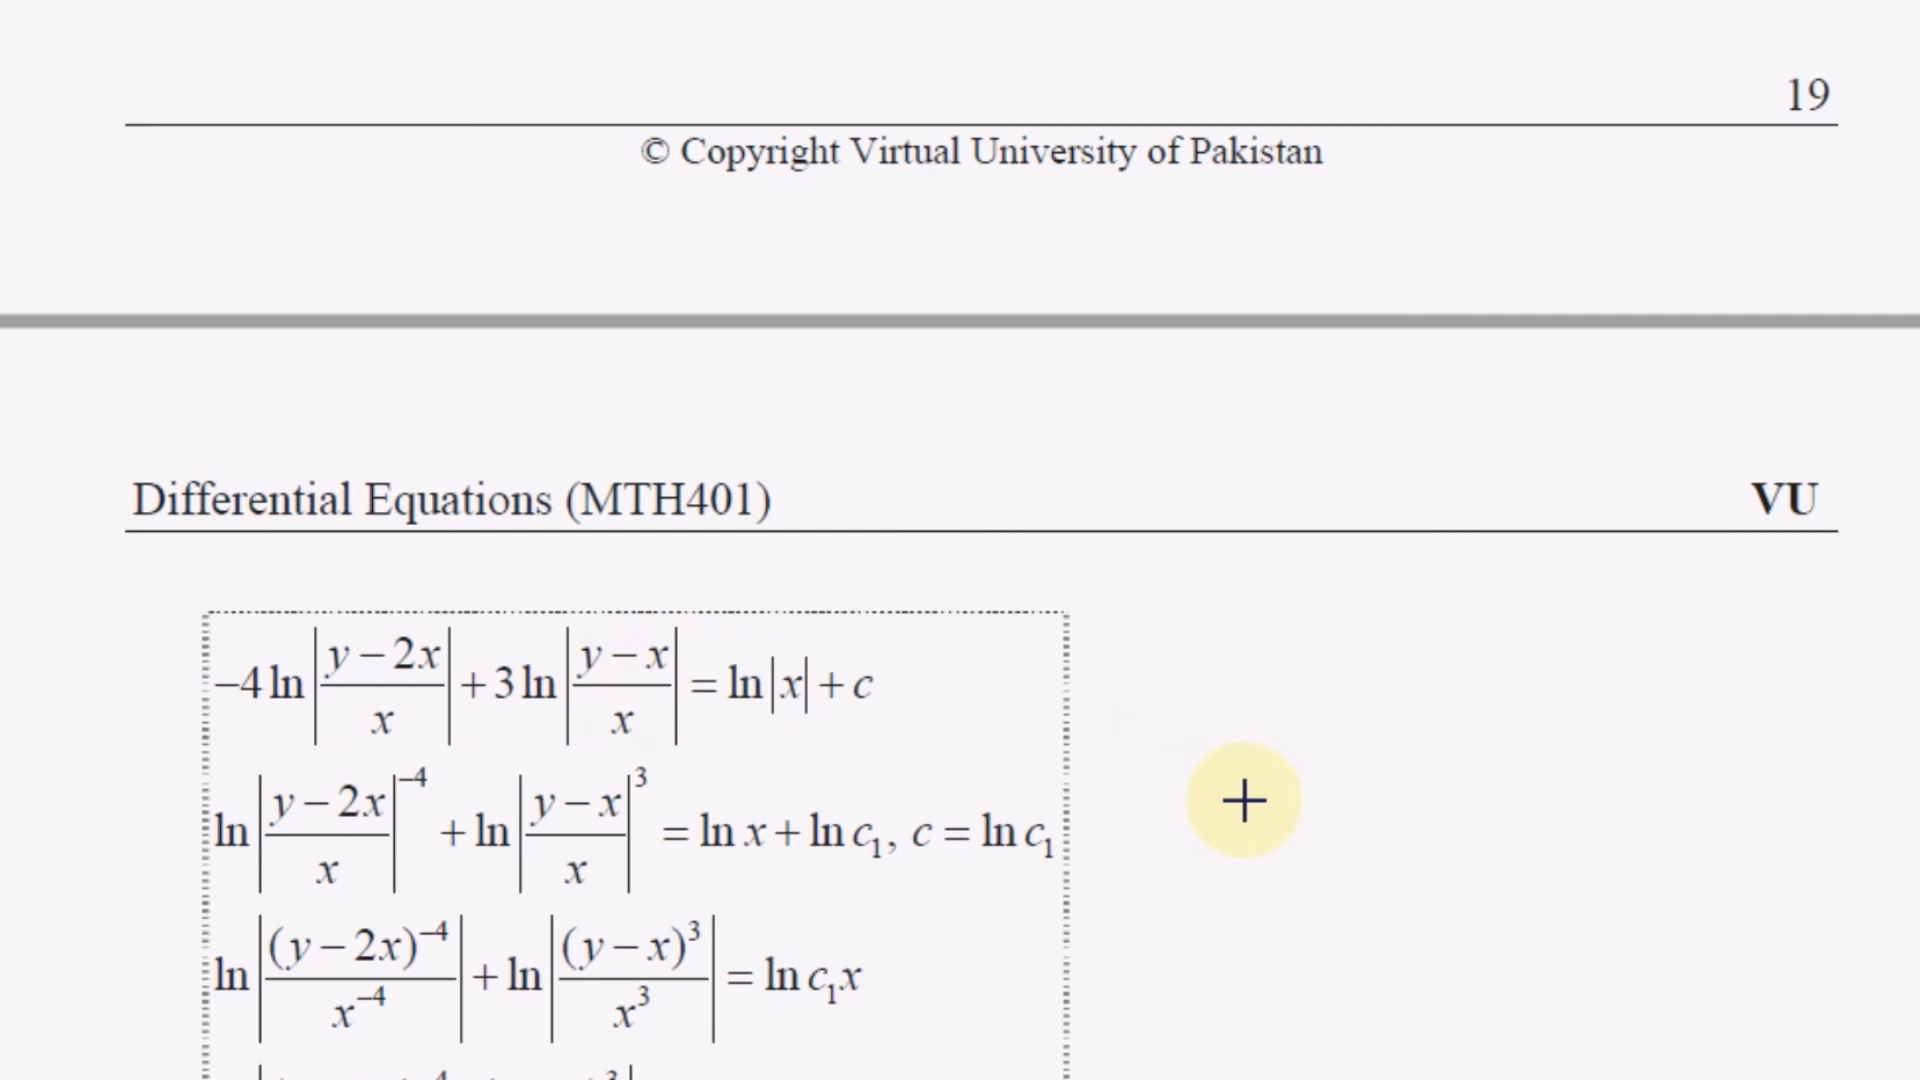 19
© Copyright Virtual University of Pakistan
Differential Equations (MTH401) VU
−4 ln |(y − 2x)/x| + 3 ln |(y − x)/x| = ln|x| + c
ln |(y − 2x)/x|⁻⁴ + ln |(y − x)/x|³ = ln x + ln c₁, c = ln c₁
ln |(y − 2x)⁻⁴/x⁻⁴| + ln |(y − x)³/x³| = ln c₁x